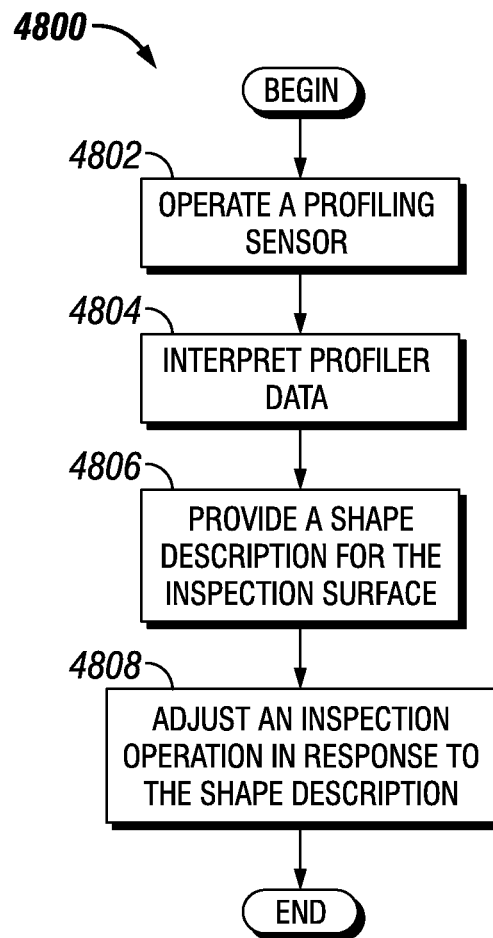 4800
BEGIN
4802
OPERATE A PROFILING
SENSOR
4804
INTERPRET PROFILER
DATA
4806
PROVIDE A SHAPE
DESCRIPTION FOR THE
INSPECTION SURFACE
4808
ADJUST AN INSPECTION
OPERATION IN RESPONSE TO
THE SHAPE DESCRIPTION
END